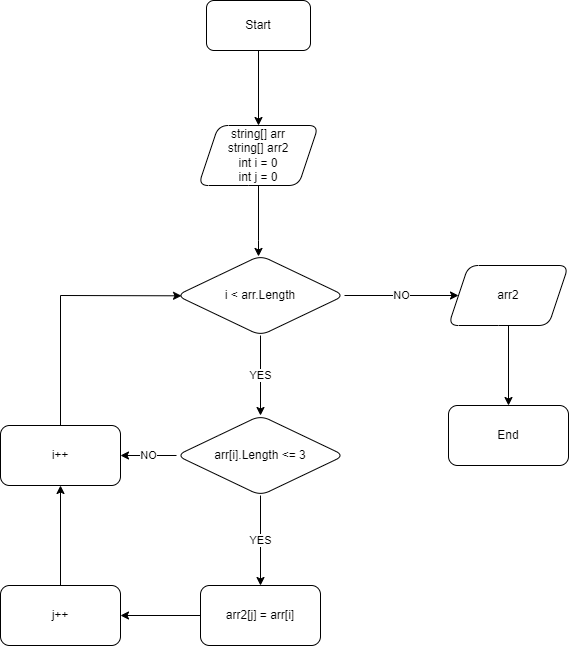 Start
string[] arr
string[] arr2
int i = 0
int j = 0
i < arr.Length
NO
arr2
YES
End
i++
NO
arr[i].Length <= 3
YES
j++
arr2[j] = arr[i]